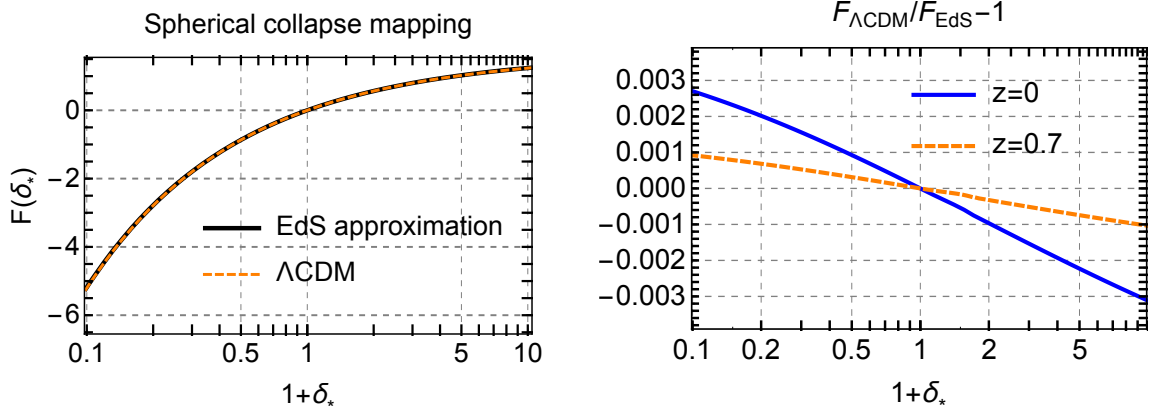 Spherical collapse mapping
F(δ*)
0
−2
−4
−6
EdS approximation
ΛCDM
0.1 0.5 1 5 10
1+δ*
F_ΛCDM/F_EdS−1
0.003
0.002
0.001
0.000
−0.001
−0.002
−0.003
z=0
z=0.7
0.1 0.2 0.5 1 2 5
1+δ*